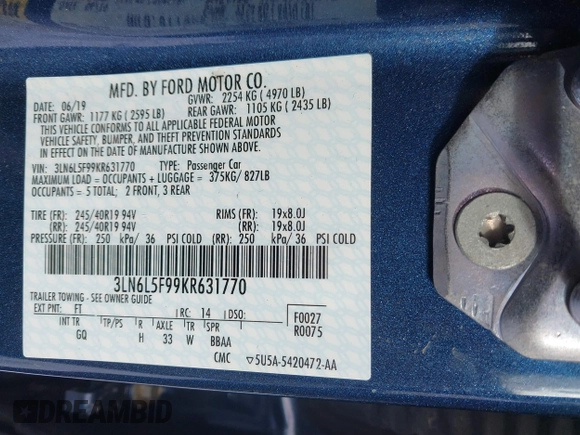 MFD. BY FORD MOTOR CO.
DATE: 06/19 GVWR: 2254 KG ( 4970 LB)
FRONT GAWR: 1177 KG ( 2595 LB) REAR GAWR: 1105 KG ( 2435 LB)
THIS VEHICLE CONFORMS TO ALL APPLICABLE FEDERAL MOTOR
VEHICLE SAFETY, BUMPER, AND THEFT PREVENTION STANDARDS
IN EFFECT ON THE DATE OF MANUFACTURE SHOWN ABOVE.
VIN: 3LN6L5F99KR631770 TYPE: Passenger Car
MAXIMUM LOAD = OCCUPANTS + LUGGAGE = 375KG/ 827LB
OCCUPANTS = 5 TOTAL; 2 FRONT, 3 REAR
TIRE (FR): 245/40R19 94V RIMS (FR): 19x8.0J
(RR): 245/40R19 94V (RR): 19x8.0J
PRESSURE (FR): 250 kPa/ 36 PSI COLD (RR): 250 kPa/ 36 PSI COLD
3LN6L5F99KR631770
TRAILER TOWING - SEE OWNER GUIDE
EXT PNT: FT RC: 14 DSO: F0027
INT TR TP/PS R AXLE TR SPR R0075
GQ H 33 W BBAA
CMC ▽5U5A-5420472-AA
DREAMBID